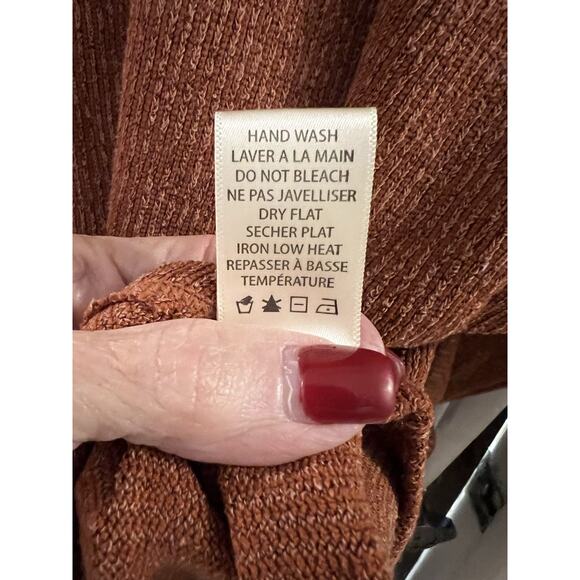 HAND WASH
LAVER A LA MAIN
DO NOT BLEACH
NE PAS JAVELLISER
DRY FLAT
SECHER PLAT
IRON LOW HEAT
REPASSER À BASSE
TEMPÉRATURE